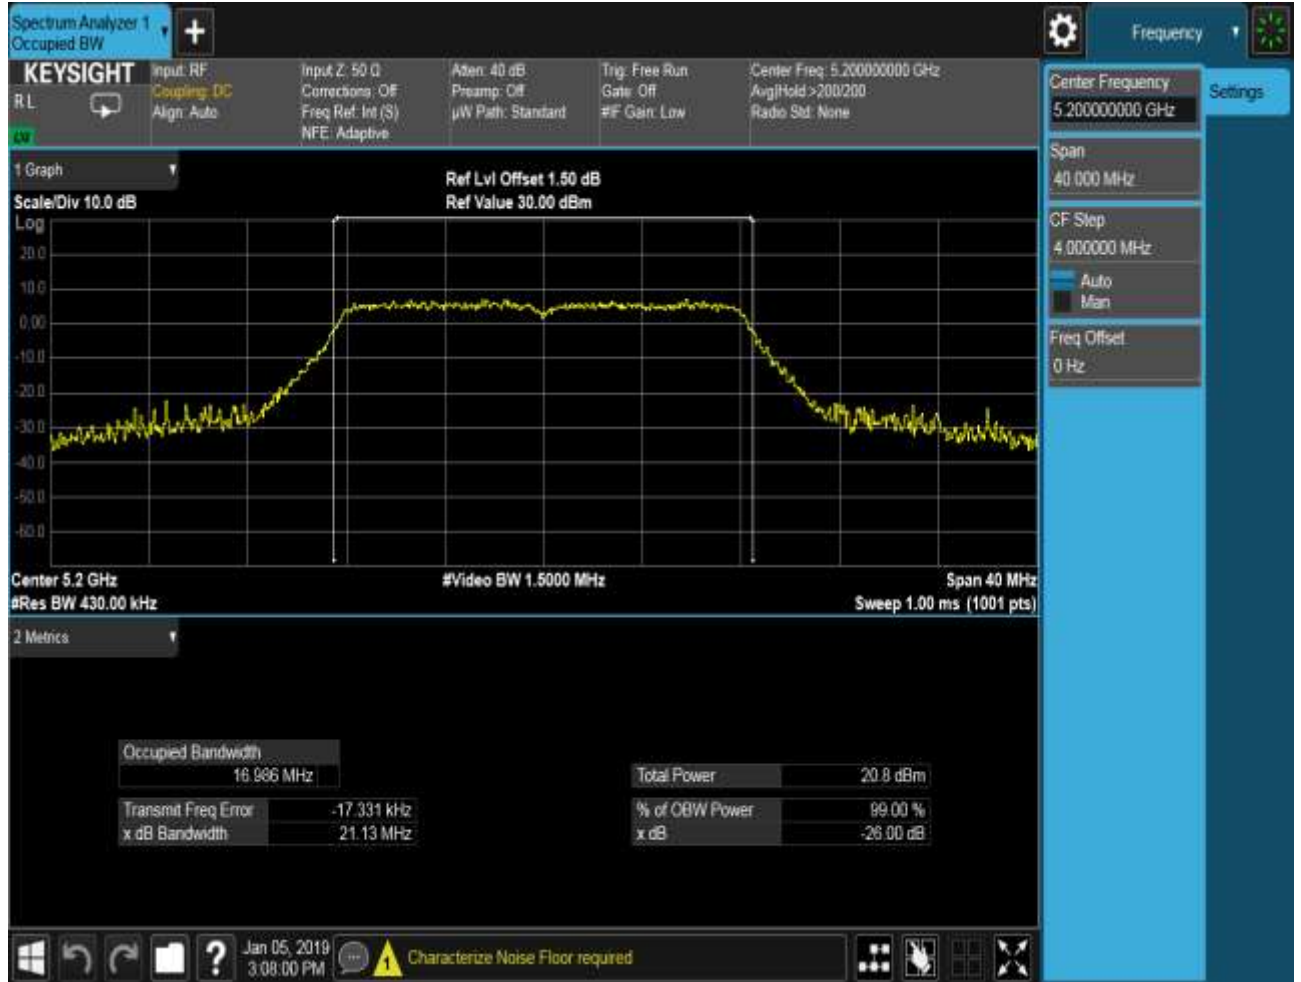 Spectrum Analyzer 1
Occupied BW
Frequency
KEYSIGHT
R L
Input: RF
Coupling: DC
Align: Auto
Input Z: 50 Ω
Corrections: Off
Freq Ref: Int (S)
NFE: Adaptive
Atten: 40 dB
Preamp: Off
µW Path: Standard
Trig: Free Run
Gate: Off
#IF Gain: Low
Center Freq: 5.200000000 GHz
Avg|Hold:>200/200
Radio Std: None
Center Frequency
5.200000000 GHz
Settings
Span
40.000 MHz
CF Step
4.000000 MHz
Auto
Man
Freq Offset
0 Hz
1 Graph
Scale/Div 10.0 dB
Ref Lvl Offset 1.50 dB
Ref Value 30.00 dBm
Log
20.0
10.0
0.00
-10.0
-20.0
-30.0
-40.0
-50.0
-60.0
Center 5.2 GHz
#Res BW 430.00 kHz
#Video BW 1.5000 MHz
Span 40 MHz
Sweep 1.00 ms (1001 pts)
2 Metrics
Occupied Bandwidth
16.986 MHz
Transmit Freq Error -17.331 kHz
x dB Bandwidth 21.13 MHz
Total Power 20.8 dBm
% of OBW Power 99.00 %
x dB -26.00 dB
?
Jan 05, 2019
3:08:00 PM
1
Characterize Noise Floor required